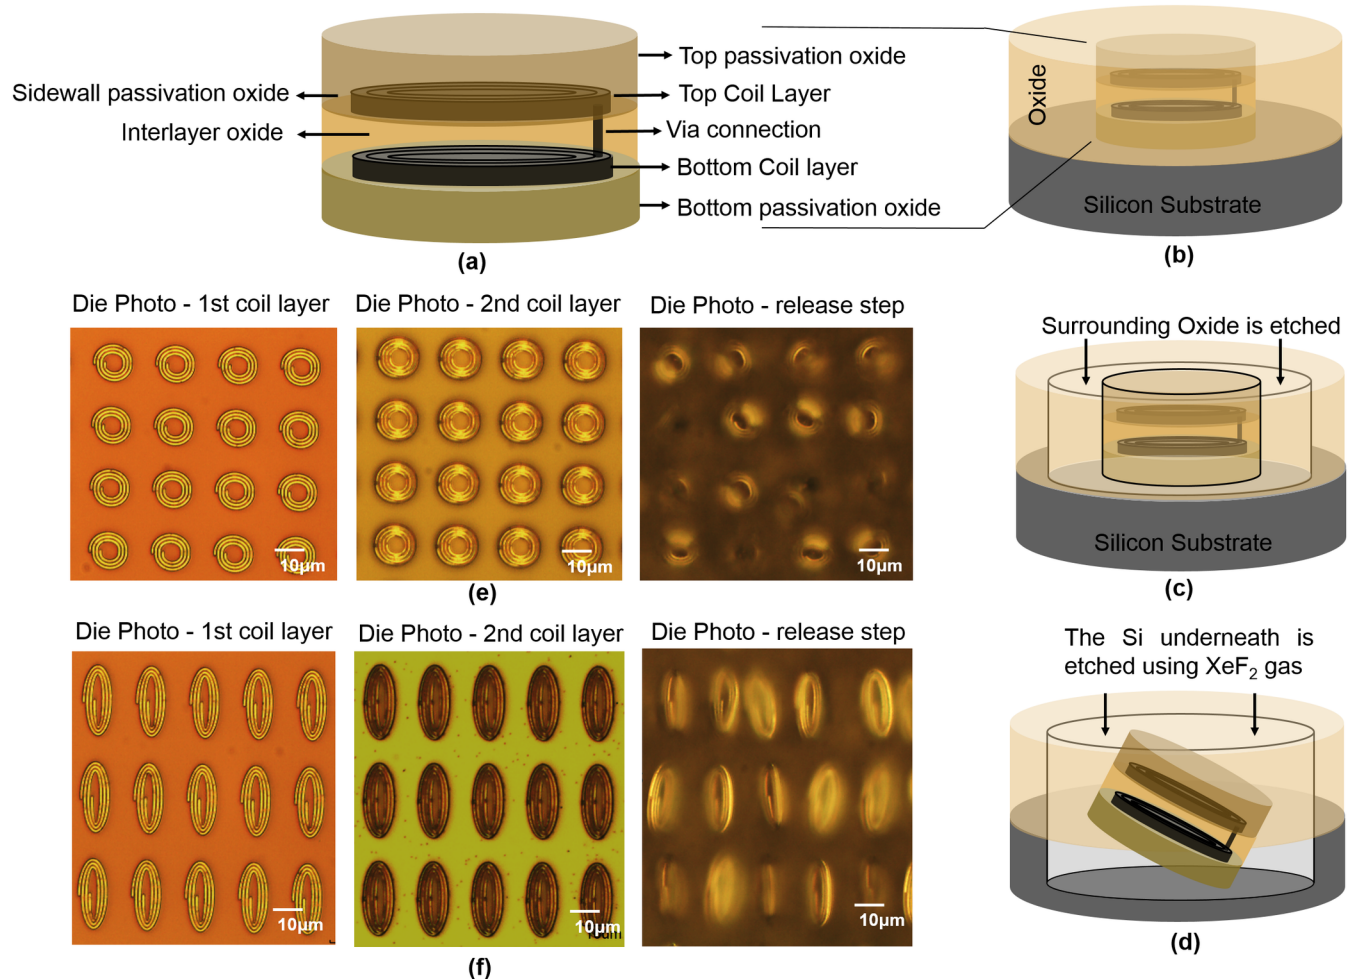 Sidewall passivation oxide
Interlayer oxide
Top passivation oxide
Top Coil Layer
Via connection
Bottom Coil layer
Bottom passivation oxide
(a)
Oxide
Silicon Substrate
(b)
Die Photo - 1st coil layer
Die Photo - 2nd coil layer
Die Photo - release step
10μm
10μm
10μm
(e)
Surrounding Oxide is etched
Silicon Substrate
(c)
Die Photo - 1st coil layer
Die Photo - 2nd coil layer
Die Photo - release step
10μm
10μm
10μm
(f)
The Si underneath is
etched using XeF₂ gas
(d)